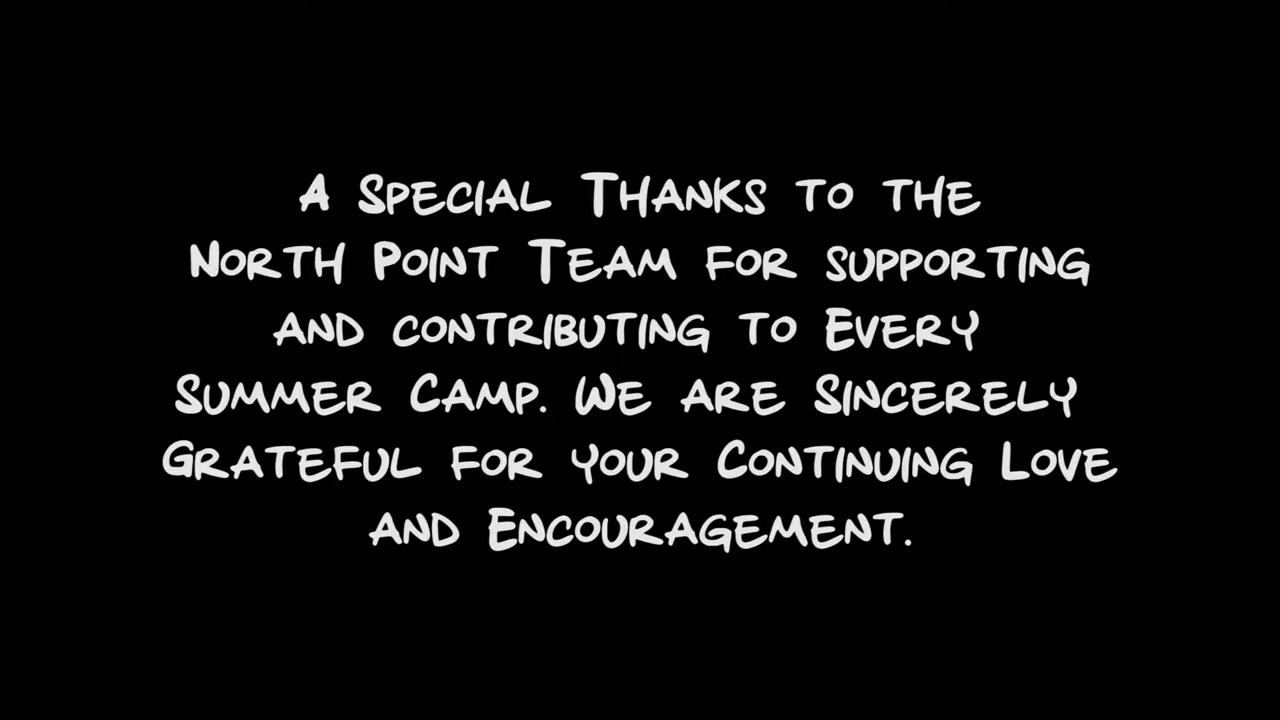 A Special Thanks to the
North Point Team for supporting
and contributing to Every
Summer Camp. We are Sincerely
Grateful for your Continuing Love
and Encouragement.